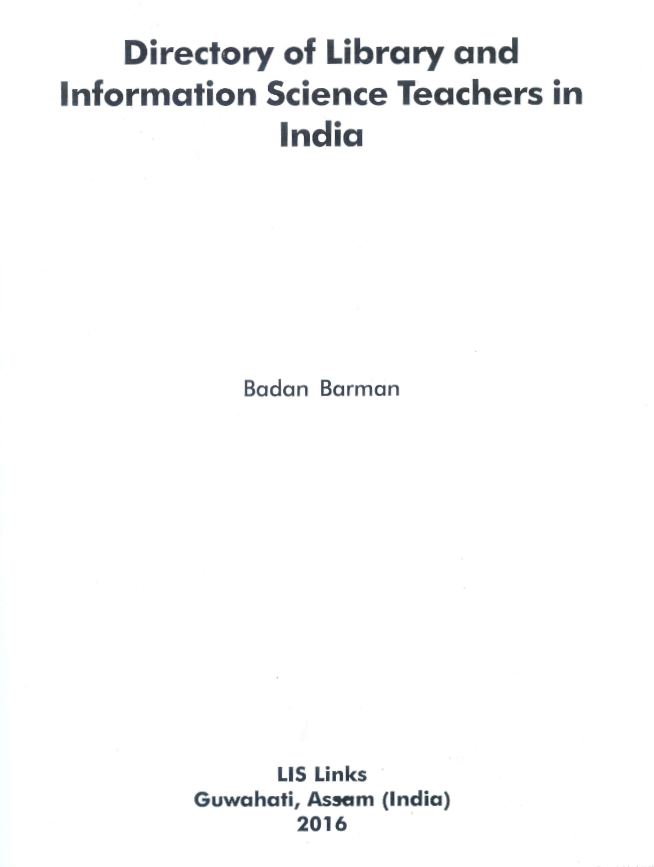 Directory of Library and
Information Science Teachers in
India
Badan Barman
LIS Links
Guwahati, Assam (India)
2016